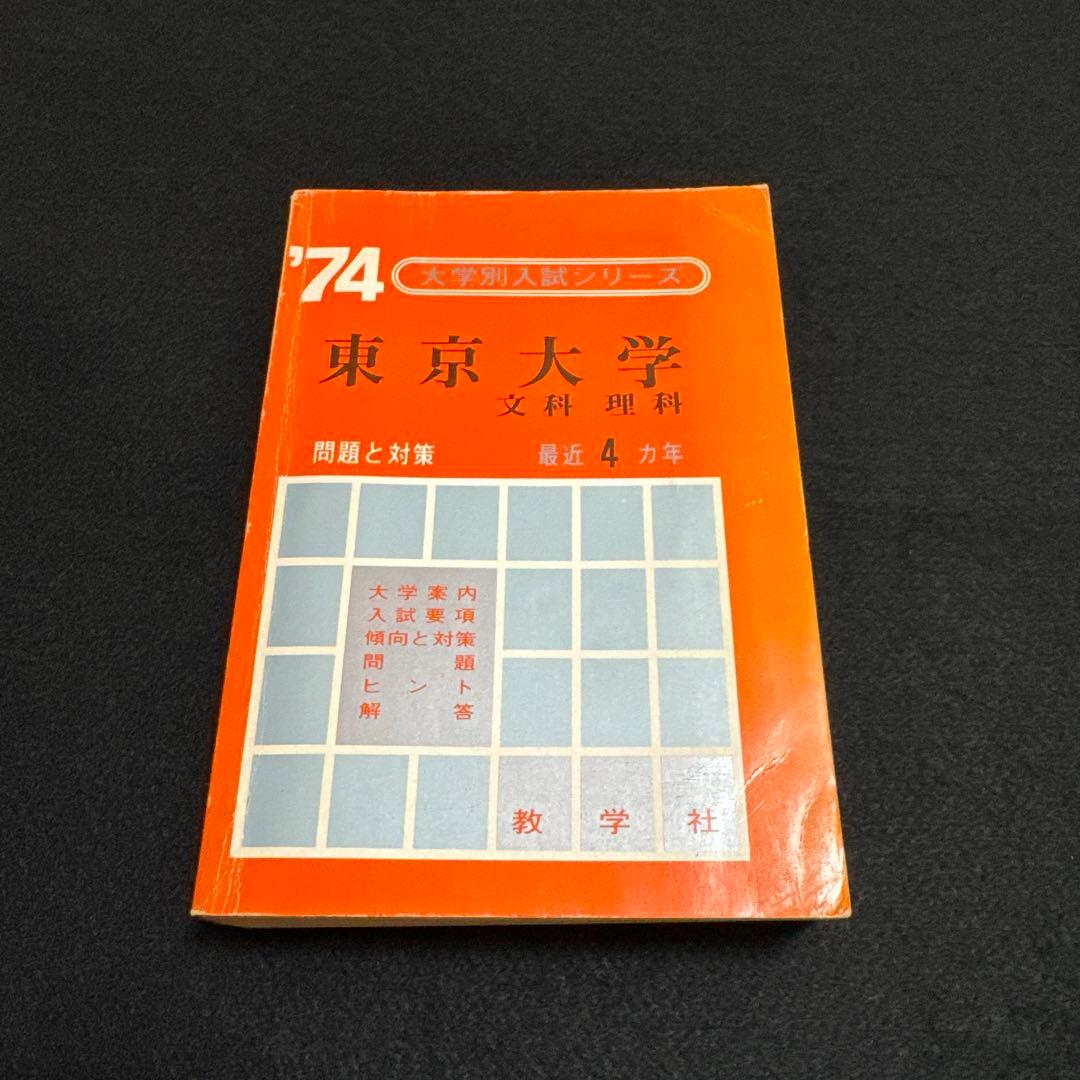 '74 大学別入試シリーズ
東京大学
文科 理科
問題と対策 最近 4 カ年
大学案内
入試要項
傾向と対策
問題
ヒント
解答
教学社